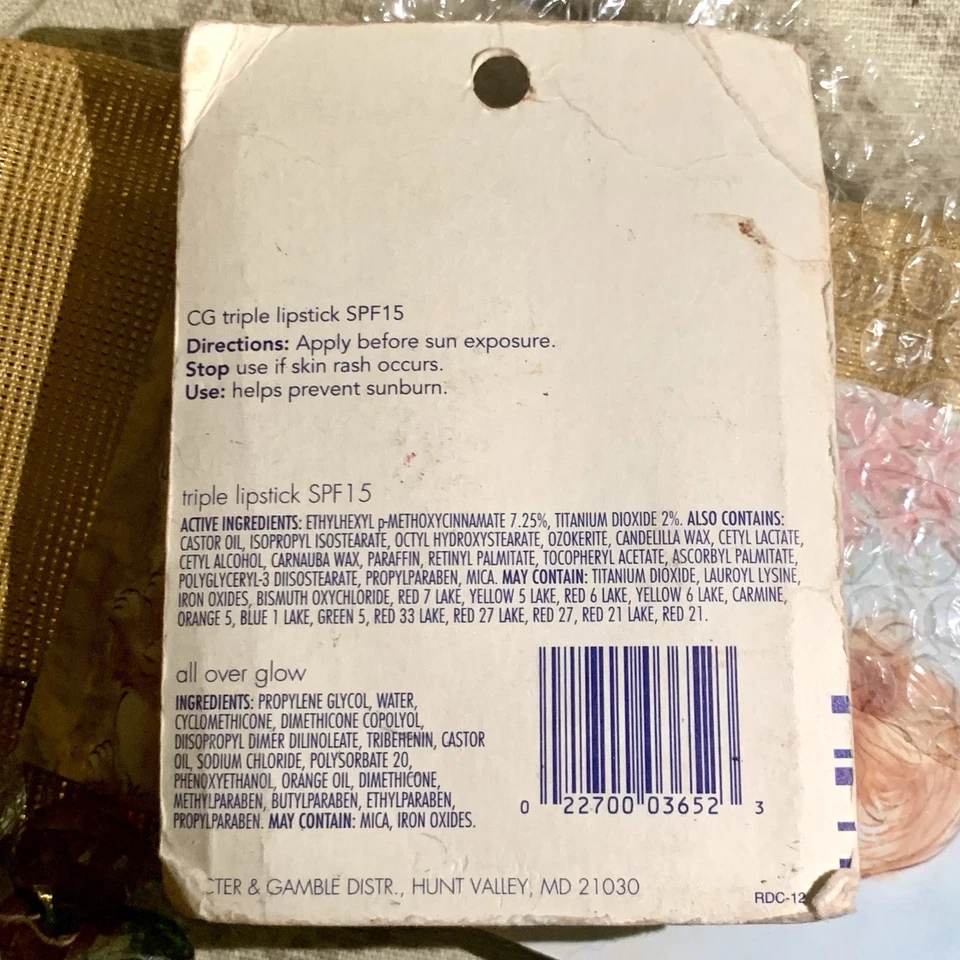 CG triple lipstick SPF15
Directions: Apply before sun exposure.
Stop use if skin rash occurs.
Use: helps prevent sunburn.
triple lipstick SPF15
ACTIVE INGREDIENTS: ETHYLHEXYL p-METHOXYCINNAMATE 7.25%, TITANIUM DIOXIDE 2%. ALSO CONTAINS:
CASTOR OIL, ISOPROPYL ISOSTEARATE, OCTYL HYDROXYSTEARATE, OZOKERITE, CANDELILLA WAX, CETYL LACTATE,
CETYL ALCOHOL, CARNAUBA WAX, PARAFFIN, RETINYL PALMITATE, TOCOPHERYL ACETATE, ASCORBYL PALMITATE,
POLYGLYCERYL-3 DIISOSTEARATE, PROPYLPARABEN, MICA. MAY CONTAIN: TITANIUM DIOXIDE, LAUROYL LYSINE,
IRON OXIDES, BISMUTH OXYCHLORIDE, RED 7 LAKE, YELLOW 5 LAKE, RED 6 LAKE, YELLOW 6 LAKE, CARMINE,
ORANGE 5, BLUE 1 LAKE, GREEN 5, RED 33 LAKE, RED 27 LAKE, RED 27, RED 21 LAKE, RED 21.
all over glow
INGREDIENTS: PROPYLENE GLYCOL, WATER,
CYCLOMETHICONE, DIMETHICONE COPOLYOL,
DIISOPROPYL DIMER DILINOLEATE, TRIBEHENIN, CASTOR
OIL, SODIUM CHLORIDE, POLYSORBATE 20,
PHENOXYETHANOL, ORANGE OIL, DIMETHICONE,
METHYLPARABEN, BUTYLPARABEN, ETHYLPARABEN,
PROPYLPARABEN. MAY CONTAIN: MICA, IRON OXIDES.
0 22700 03652 3
CTER & GAMBLE DISTR., HUNT VALLEY, MD 21030
RDC-12